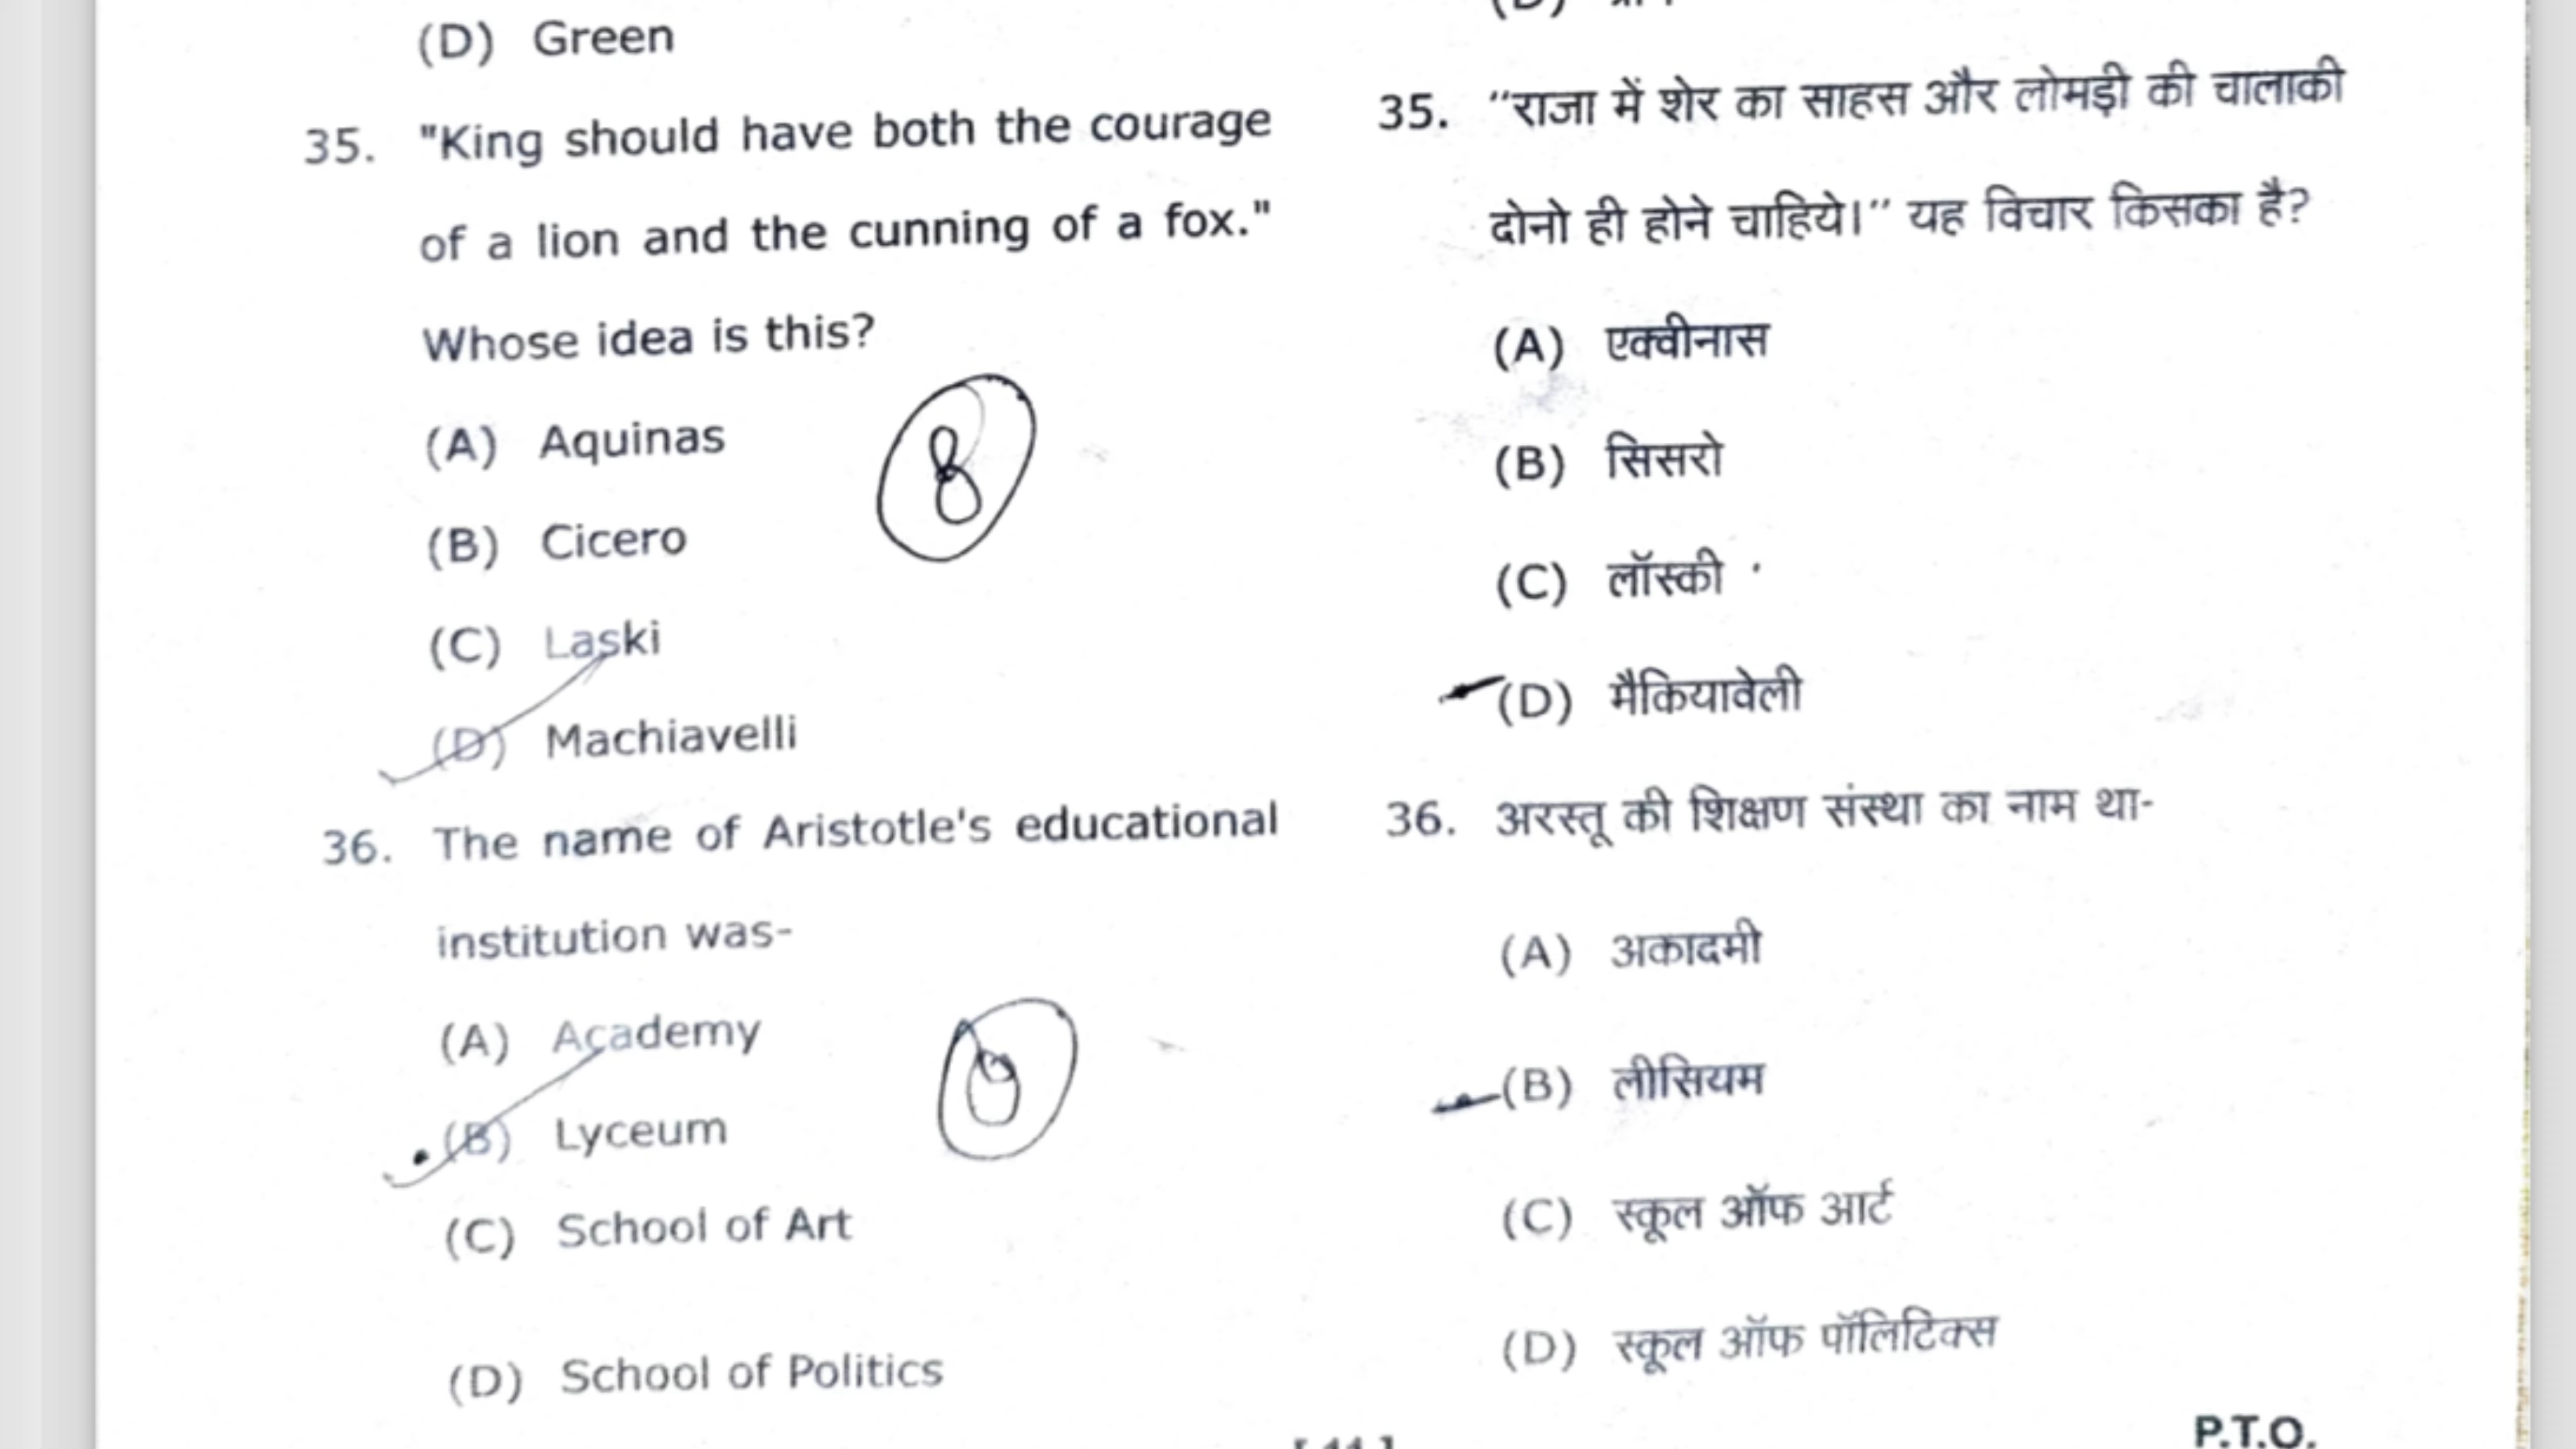 (D) Green
35. "King should have both the courage
of a lion and the cunning of a fox."
Whose idea is this?
(A) Aquinas
(B) Cicero
(C) Laski
(D) Machiavelli
8
36. The name of Aristotle's educational
institution was-
(A) Academy
(B) Lyceum
(C) School of Art
(D) School of Politics
35. “राजा में शेर का साहस और लोमड़ी की चालाकी
दोनो ही होने चाहिये।” यह विचार किसका है?
(A) एक्वीनास
(B) सिसरो
(C) लॉस्की
(D) मैकियावेली
36. अरस्तू की शिक्षण संस्था का नाम था-
(A) अकादमी
(B) लीसियम
(C) स्कूल ऑफ आर्ट
(D) स्कूल ऑफ पॉलिटिक्स
P.T.O.